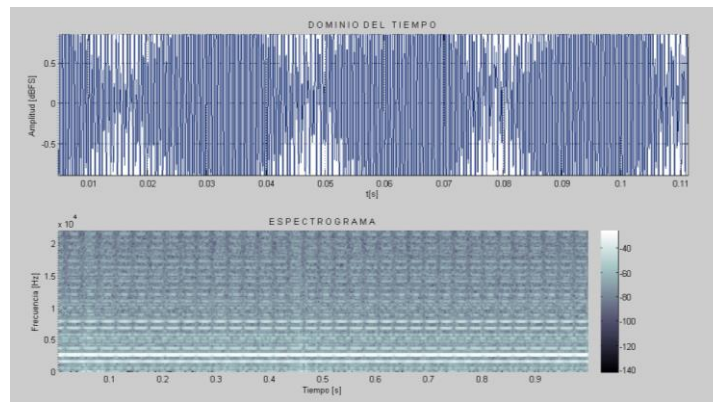 DOMINIO DEL TIEMPO
Amplitud [dBFS]
0.5
0
-0.5
0.01 0.02 0.03 0.04 0.05 0.06 0.07 0.08 0.09 0.1 0.11
t[s]
ESPECTROGRAMA
x 10^4
Frecuencia [Hz]
2
1.5
1
0.5
0
0.1 0.2 0.3 0.4 0.5 0.6 0.7 0.8 0.9
Tiempo [s]
-40
-60
-80
-100
-120
-140